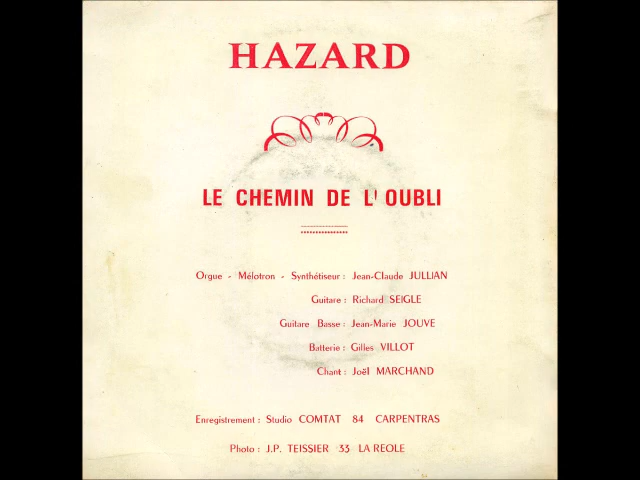 HAZARD
LE CHEMIN DE L'OUBLI
Orgue - Mélotron - Synthétiseur : Jean-Claude JULLIAN
Guitare : Richard SEIGLE
Guitare Basse : Jean-Marie JOUVE
Batterie : Gilles VILLOT
Chant : Joël MARCHAND
Enregistrement : Studio COMTAT 84 CARPENTRAS
Photo : J.P. TEISSIER 33 LA REOLE